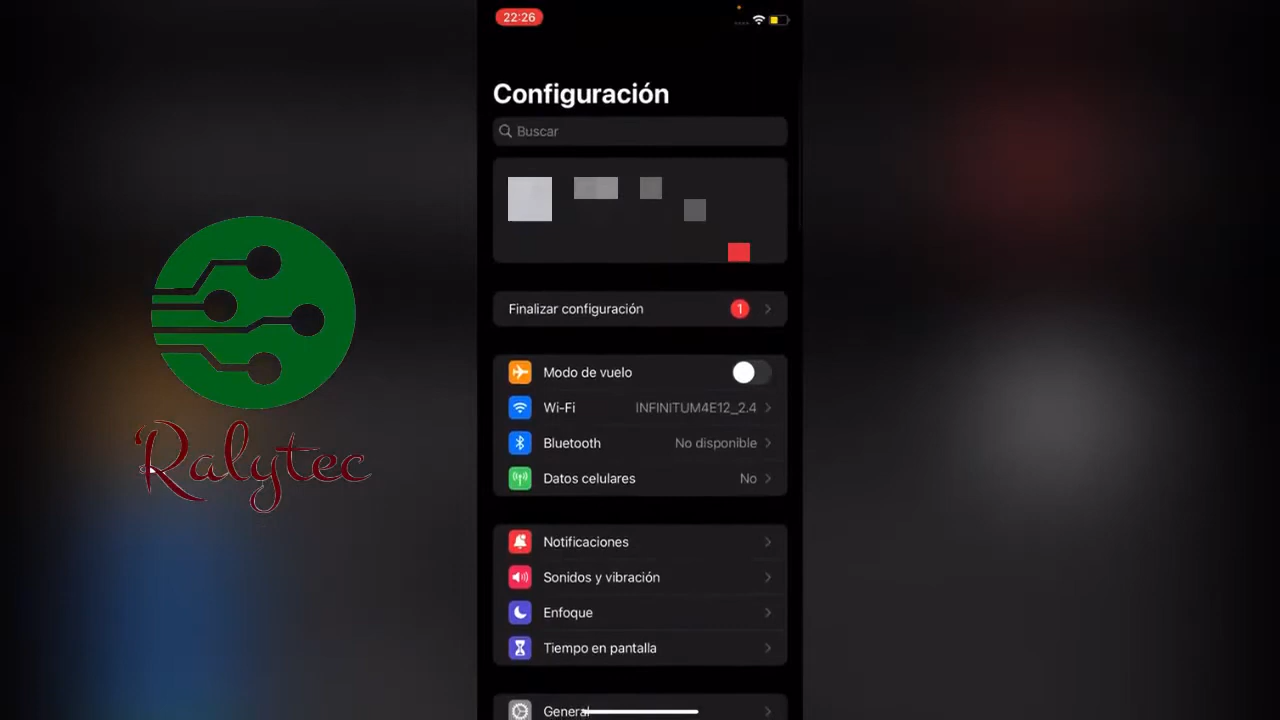 22:26
Configuración
Buscar
Finalizar configuración 1
Modo de vuelo
Wi-Fi INFINITUM4E12_2.4
Bluetooth No disponible
Datos celulares No
'Ralytec
Notificaciones
Sonidos y vibración
Enfoque
Tiempo en pantalla
General